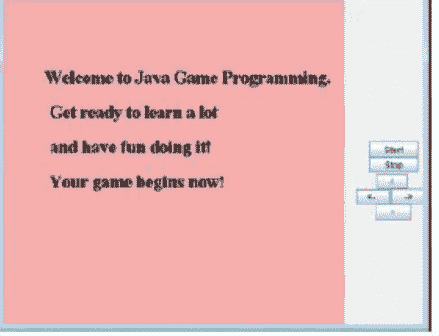 Welcome to Java Game Programming.
Get ready to learn a lot
and have fun doing it!
Your game begins now!
Start
Stop